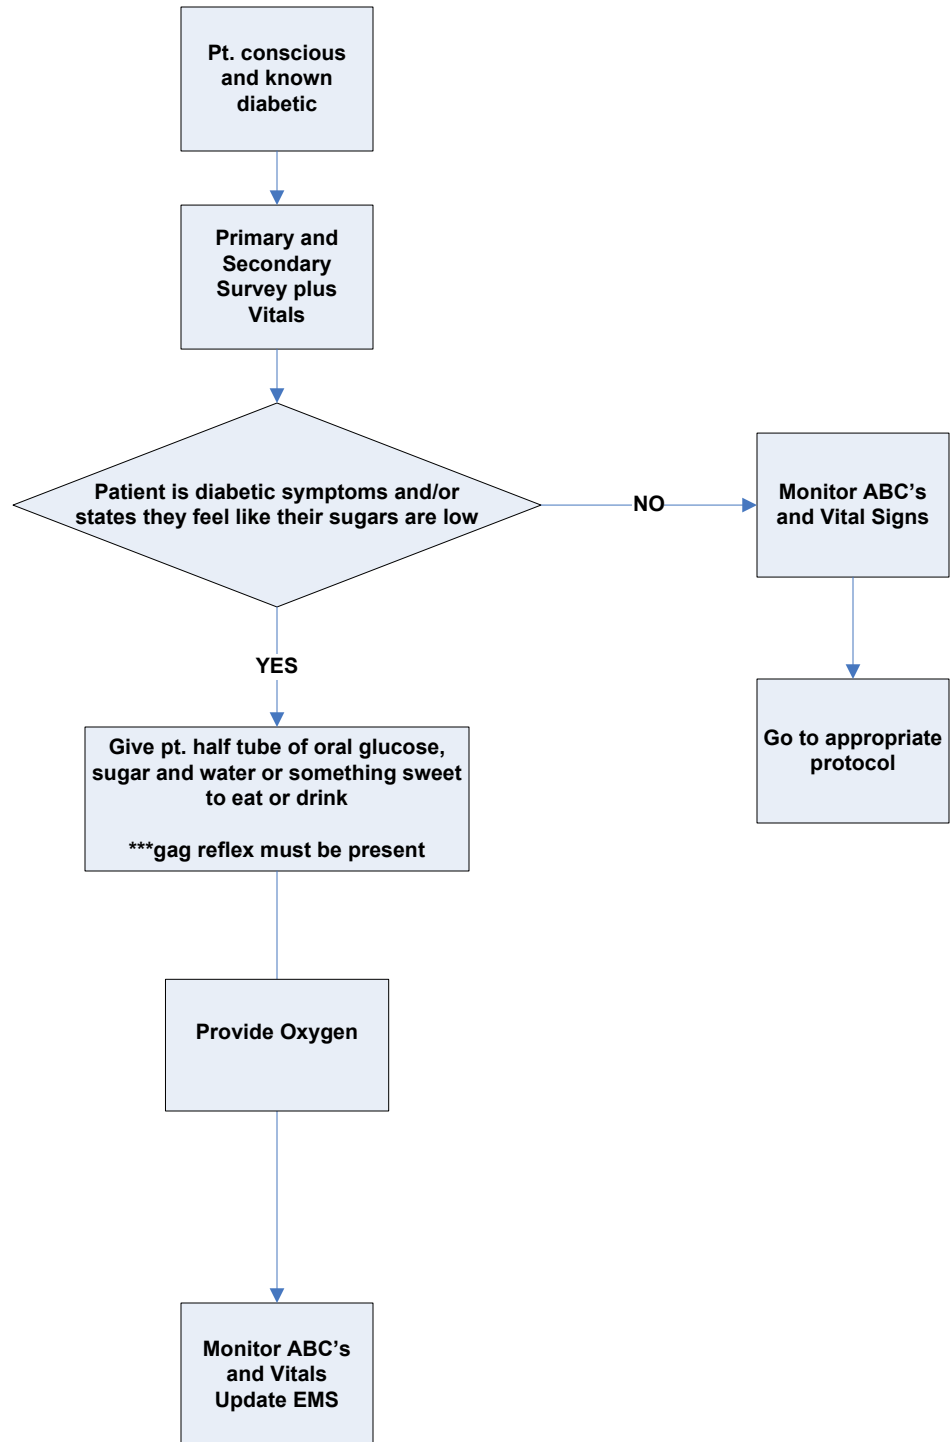 Pt. conscious
and known
diabetic
Primary and
Secondary
Survey plus
Vitals
Patient is diabetic symptoms and/or
states they feel like their sugars are low
NO
Monitor ABC's
and Vital Signs
YES
Go to appropriate
protocol
Give pt. half tube of oral glucose,
sugar and water or something sweet
to eat or drink
***gag reflex must be present
Provide Oxygen
Monitor ABC's
and Vitals
Update EMS